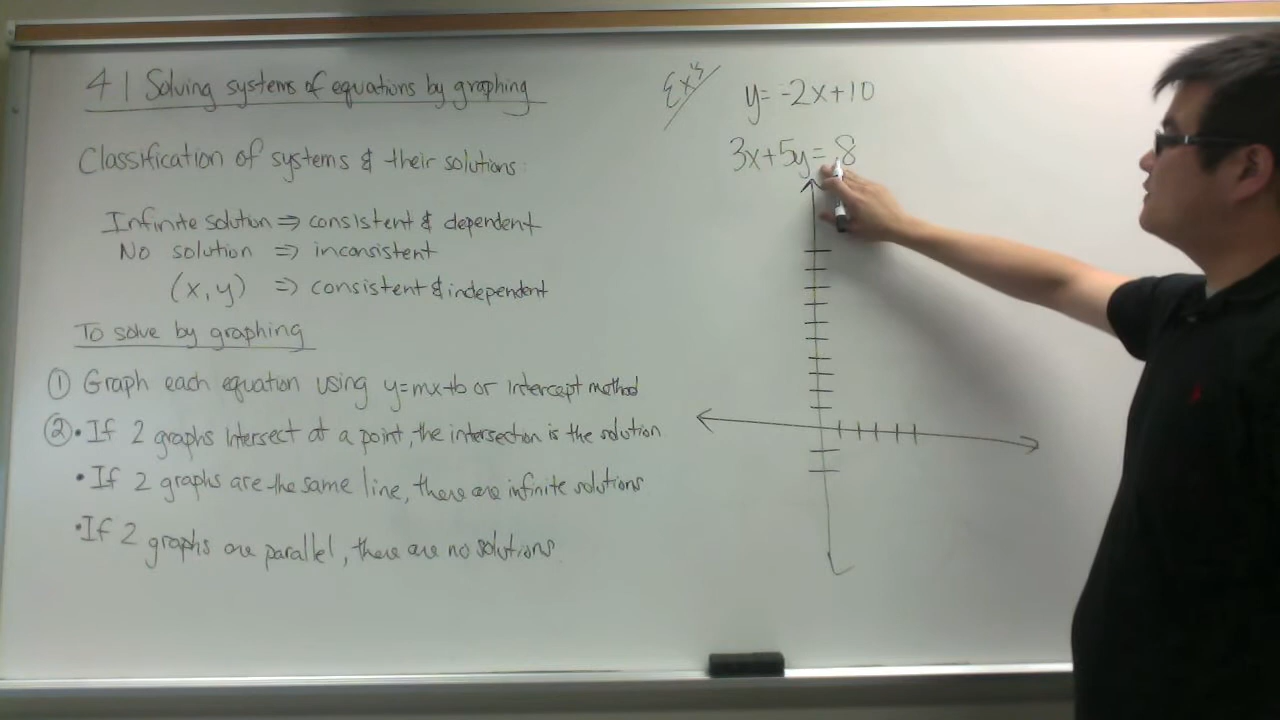 4 1 Solving systems of equations by graphing
Classification of systems & their solutions:
Infinite solution ⇒ consistent & dependent
No solution ⇒ inconsistent
(x, y) ⇒ consistent & independent
To solve by graphing
① Graph each equation using y=mx+b or intercept method
② • If 2 graphs intersect at a point, the intersection is the solution
• If 2 graphs are the same line, there are infinite solutions
• If 2 graphs are parallel, there are no solutions.
Ex's
y = -2x+10
3x+5y = 8